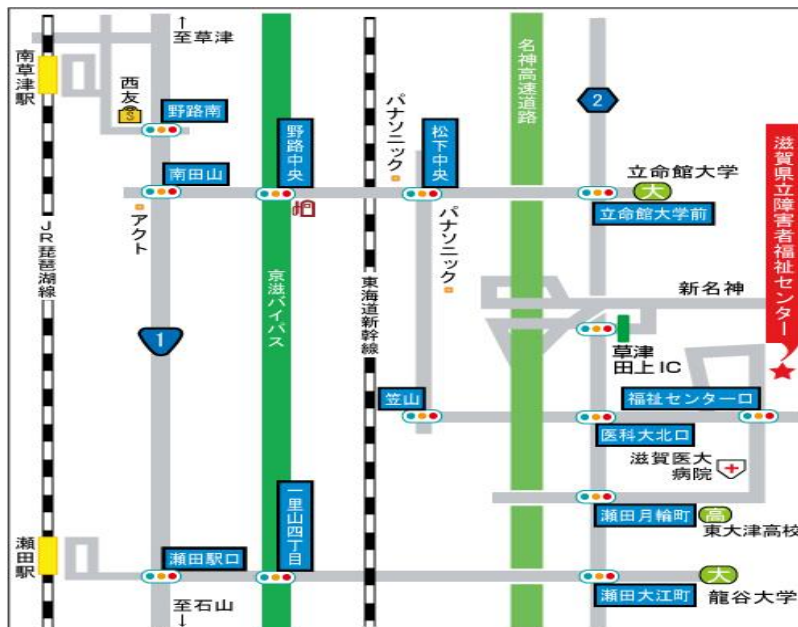 ↑
至草津
南草津駅
西友
S
野路南
南田山
アクト
野路中央
パナソニック
松下中央
パナソニック
名神高速道路
2
立命館大学
大
立命館大学前
滋賀県立障害者福祉センター
JR琵琶湖線
京滋バイパス
東海道新幹線
新名神
1
草津
田上IC
笠山
福祉センター口
医科大北口
滋賀医大
病院
瀬田月輪町
高
東大津高校
瀬田駅
瀬田駅口
一里山四丁目
瀬田大江町
大
龍谷大学
至石山
↓